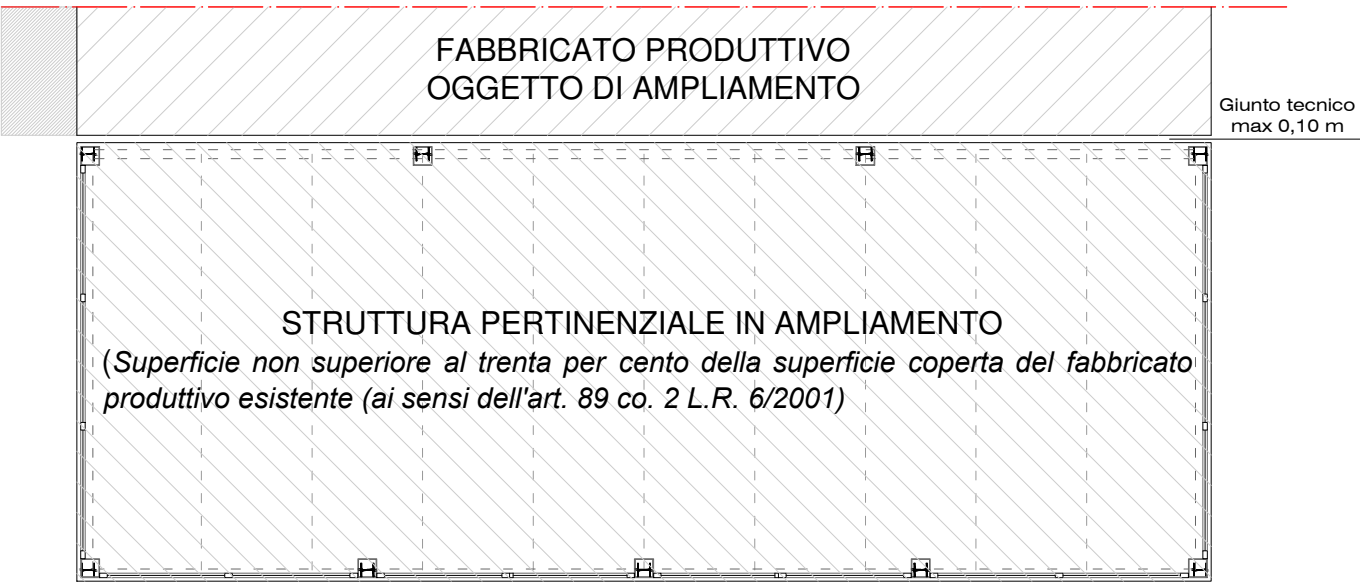 FABBRICATO PRODUTTIVO
OGGETTO DI AMPLIAMENTO
Giunto tecnico
max 0,10 m
STRUTTURA PERTINENZIALE IN AMPLIAMENTO
(Superficie non superiore al trenta per cento della superficie coperta del fabbricato
produttivo esistente (ai sensi dell'art. 89 co. 2 L.R. 6/2001)